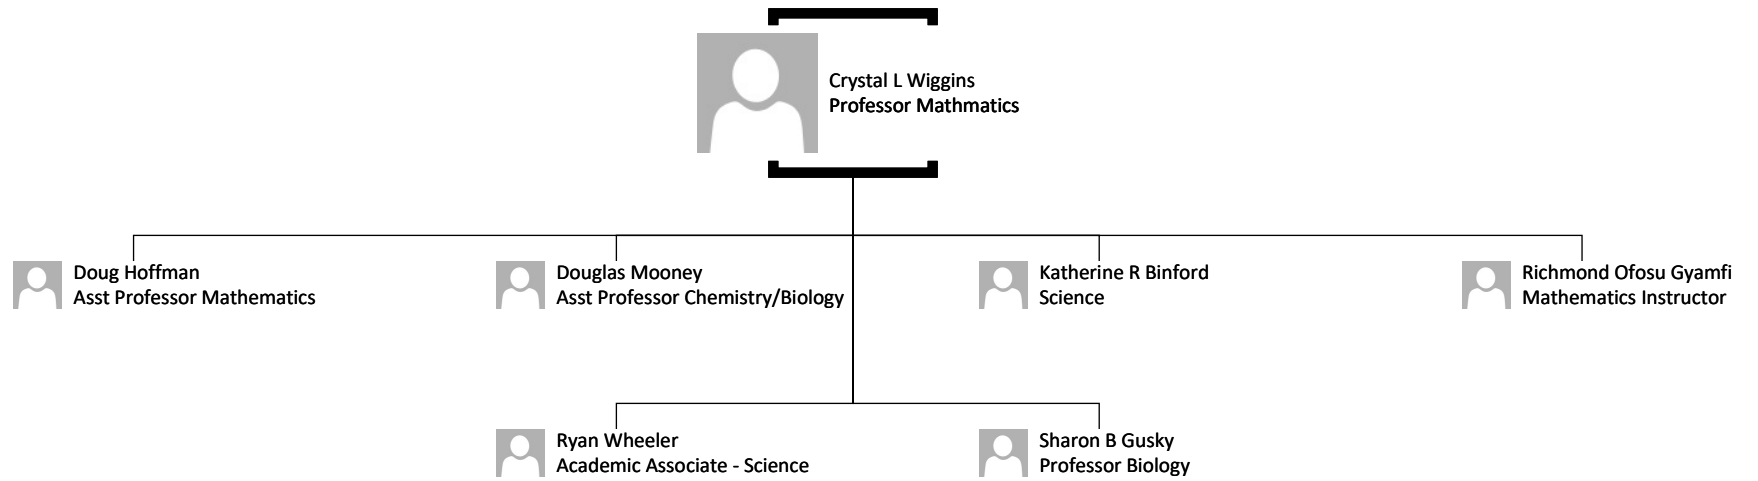 Crystal L Wiggins
Professor Mathmatics
Doug Hoffman
Asst Professor Mathematics
Douglas Mooney
Asst Professor Chemistry/Biology
Katherine R Binford
Science
Richmond Ofosu Gyamfi
Mathematics Instructor
Ryan Wheeler
Academic Associate - Science
Sharon B Gusky
Professor Biology